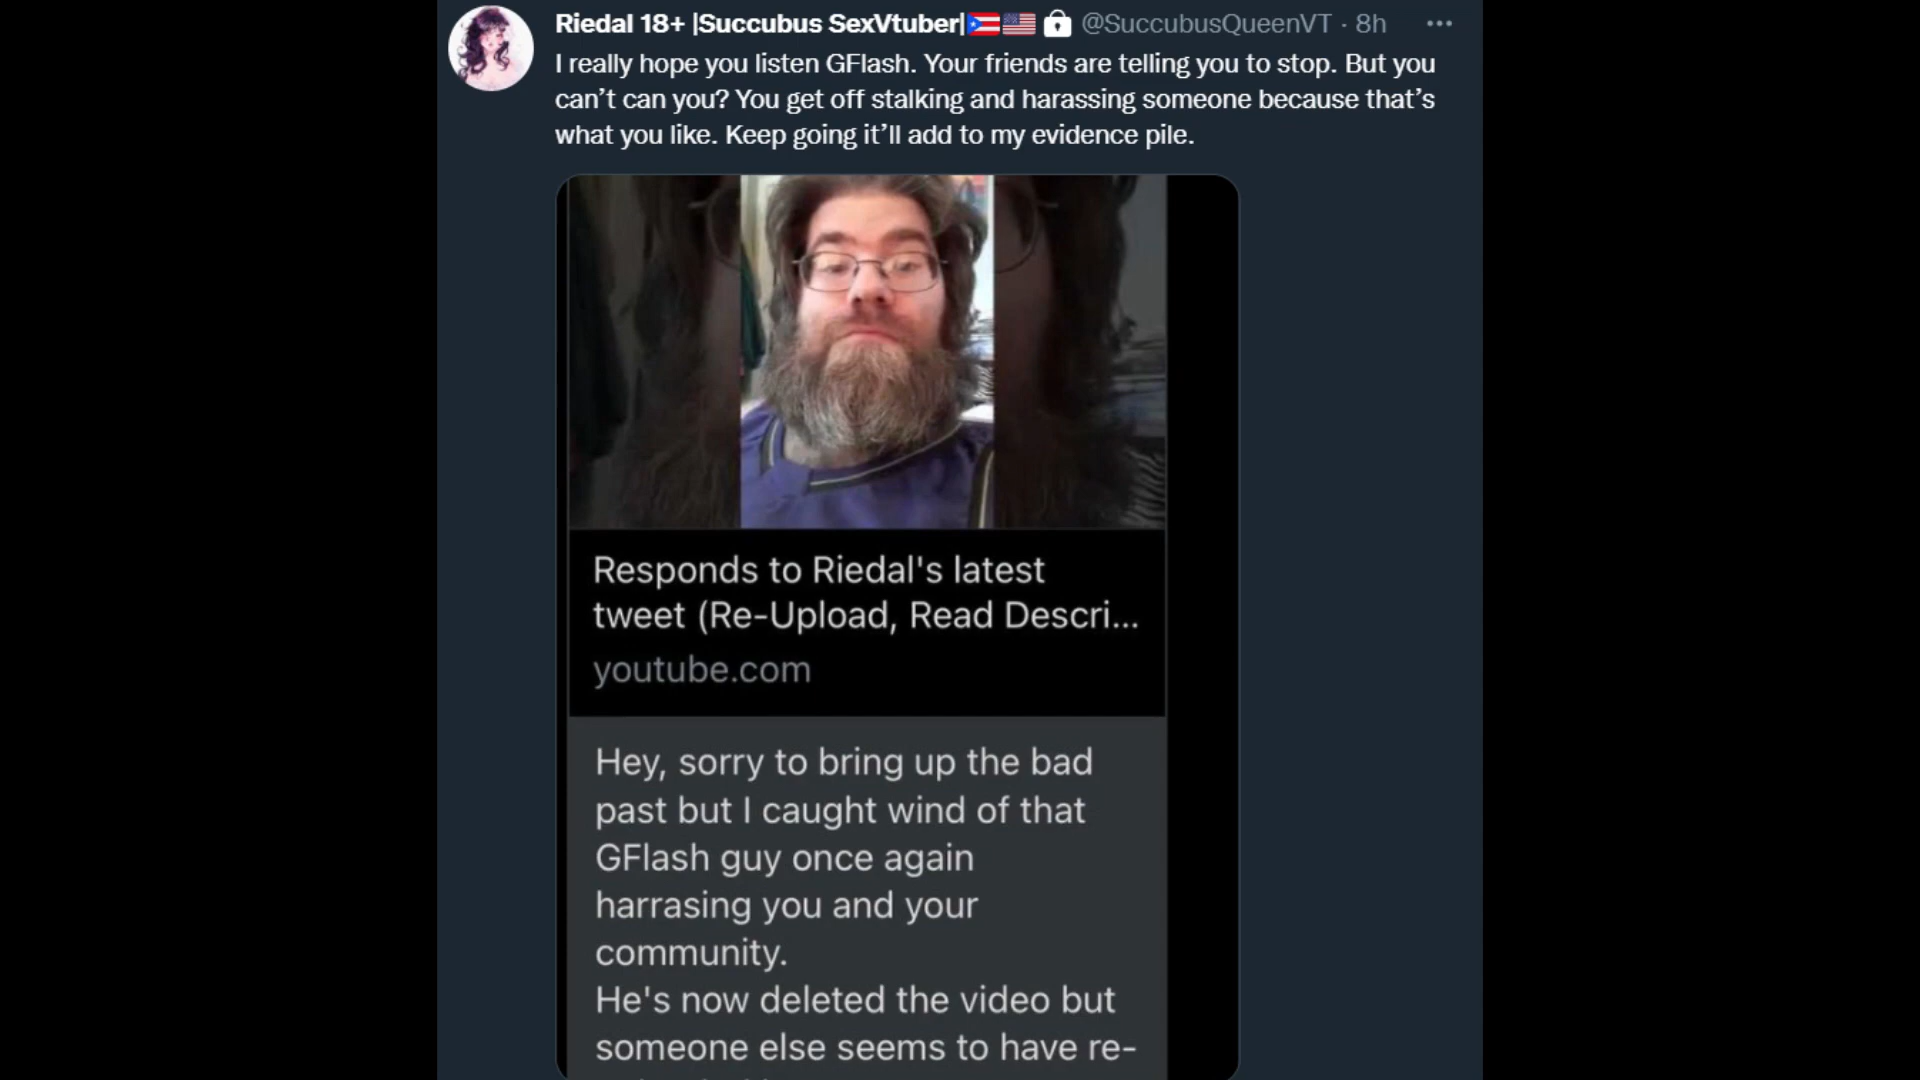 Riedal 18+ |Succubus SexVtuber|🇵🇷🇺🇸 @SuccubusQueenVT · 8h
I really hope you listen GFlash. Your friends are telling you to stop. But you
can’t can you? You get off stalking and harassing someone because that’s
what you like. Keep going it’ll add to my evidence pile.
Responds to Riedal's latest
tweet (Re-Upload, Read Descri...
youtube.com
Hey, sorry to bring up the bad
past but I caught wind of that
GFlash guy once again
harrasing you and your
community.
He's now deleted the video but
someone else seems to have re-